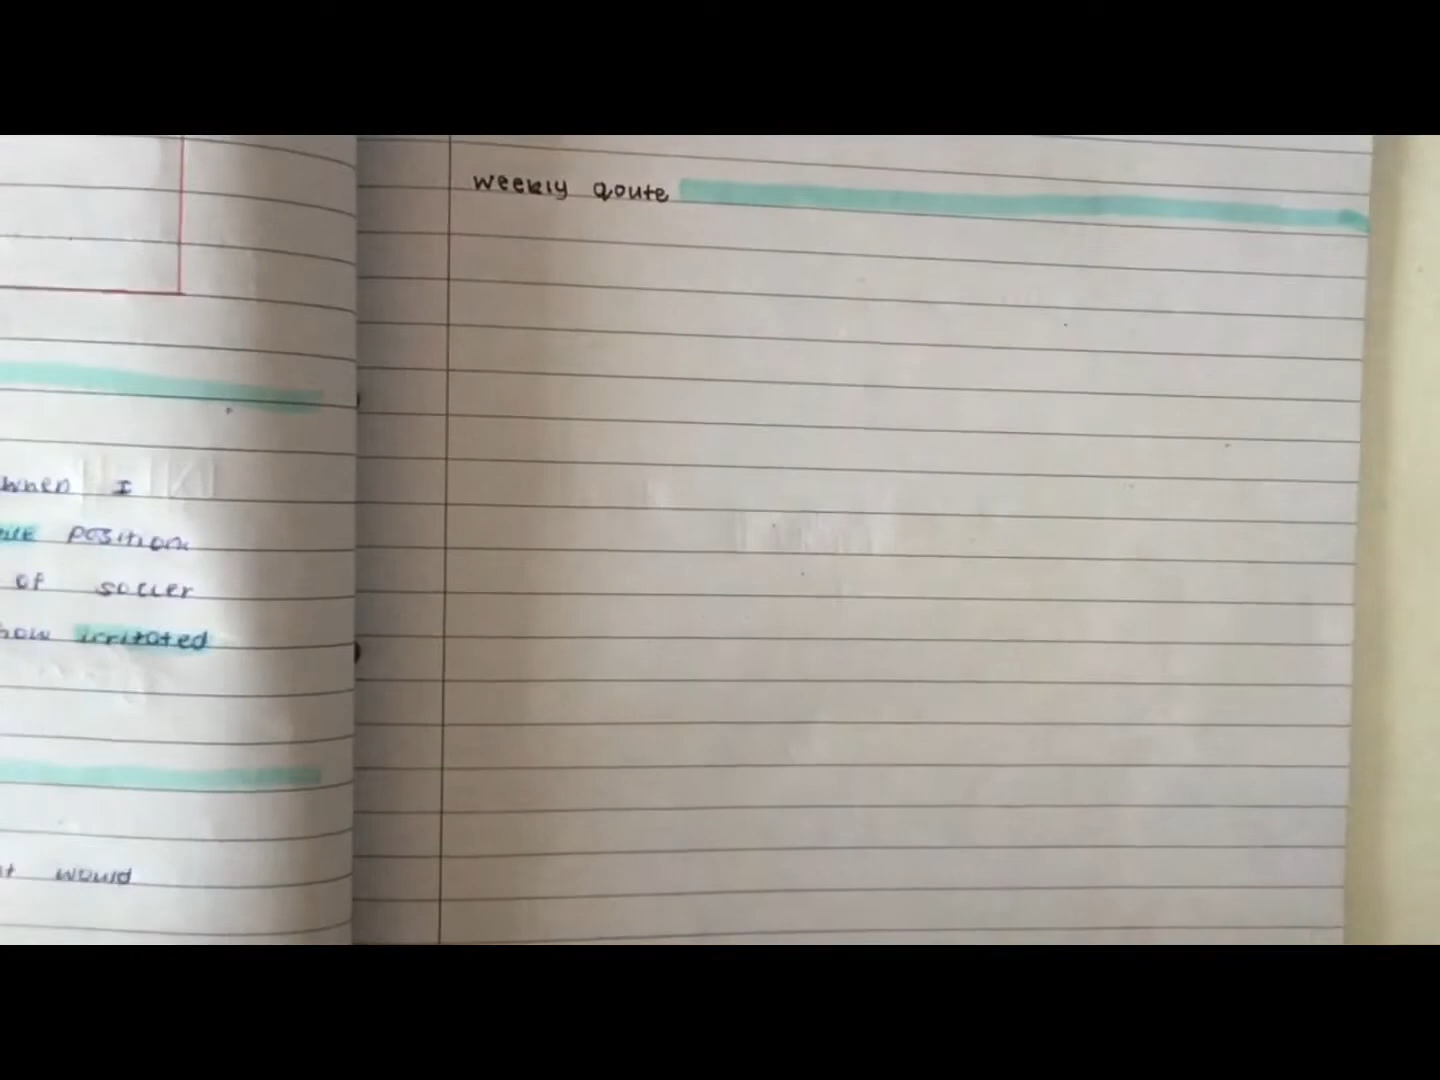 when I
position
of soccer
how irritated
would
weekly qoute